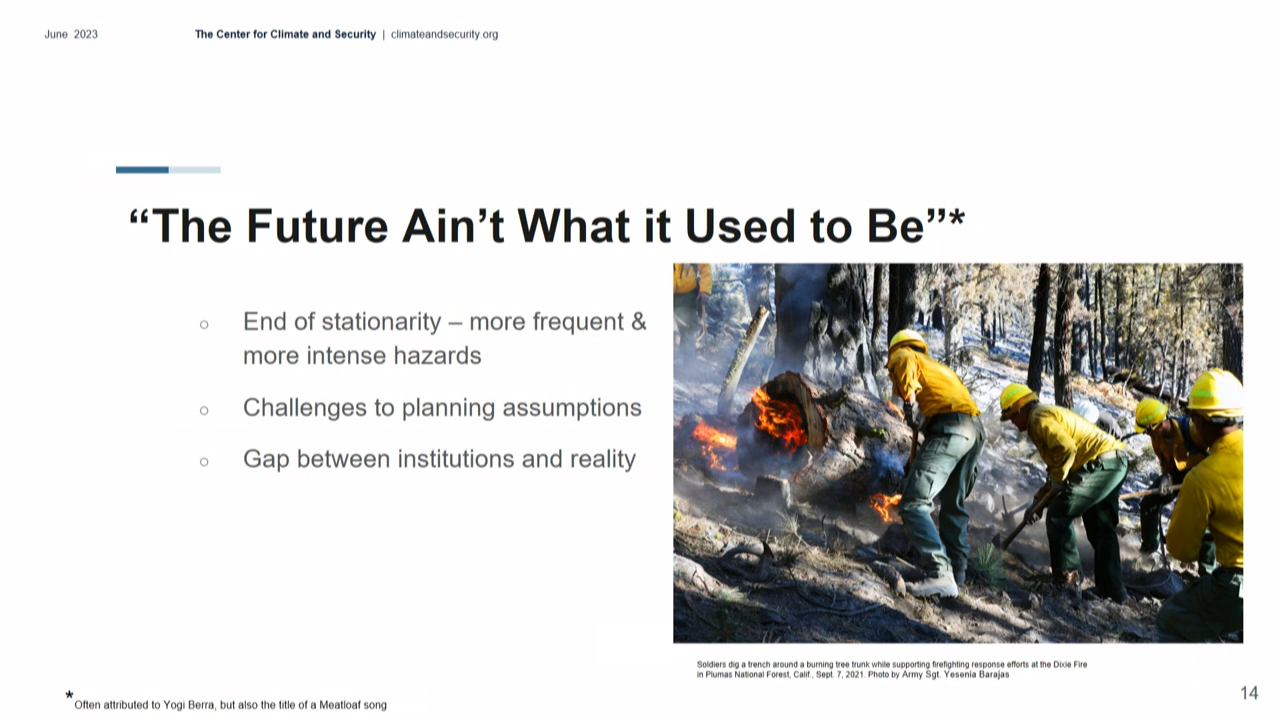 June 2023
The Center for Climate and Security | climateandsecurity.org
“The Future Ain’t What it Used to Be”*
○ End of stationarity – more frequent &
more intense hazards
○ Challenges to planning assumptions
○ Gap between institutions and reality
Soldiers dig a trench around a burning tree trunk while supporting firefighting response efforts at the Dixie Fire
in Plumas National Forest, Calif., Sept. 7, 2021. Photo by Army Sgt. Yesenia Barajas
14
*Often attributed to Yogi Berra, but also the title of a Meatloaf song